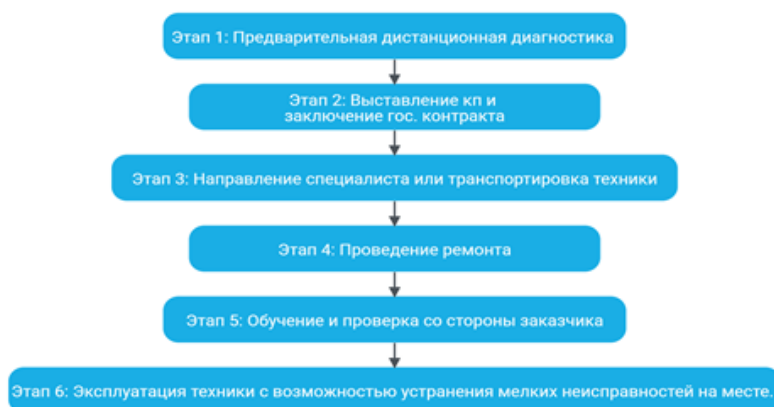 Этап 1: Предварительная дистанционная диагностика
Этап 2: Выставление кп и
заключение гос. контракта
Этап 3: Направление специалиста или транспортировка техники
Этап 4: Проведение ремонта
Этап 5: Обучение и проверка со стороны заказчика
Этап 6: Эксплуатация техники с возможностью устранения мелких неисправностей на месте.